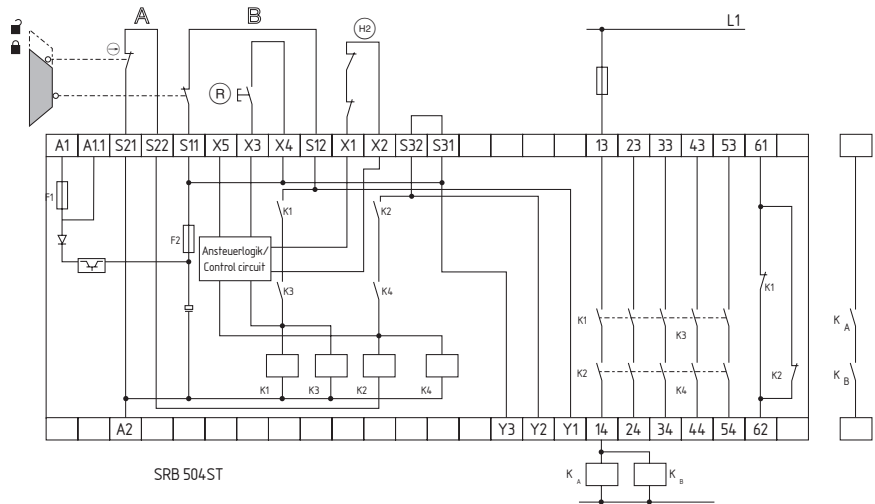 A B H2 L1
R
A1 A1.1 S21 S22 S11 X5 X3 X4 S12 X1 X2 S32 S31 13 23 33 43 53 61
F1
F2
K1 K2
Ansteuerlogik/
Control circuit
K3 K4
K1
K1 K3
K A
K2 K4 K2
K B
K1 K3 K2 K4
A2 Y3 Y2 Y1 14 24 34 44 54 62
SRB 504ST
K A K B